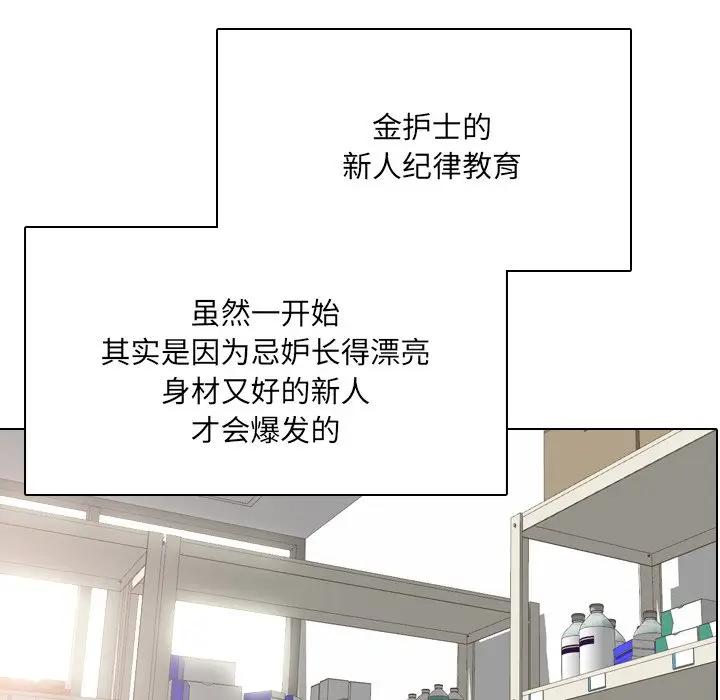 金护士的
新人纪律教育
虽然一开始
其实是因为忌妒长得漂亮
身材又好的新人
才会爆发的